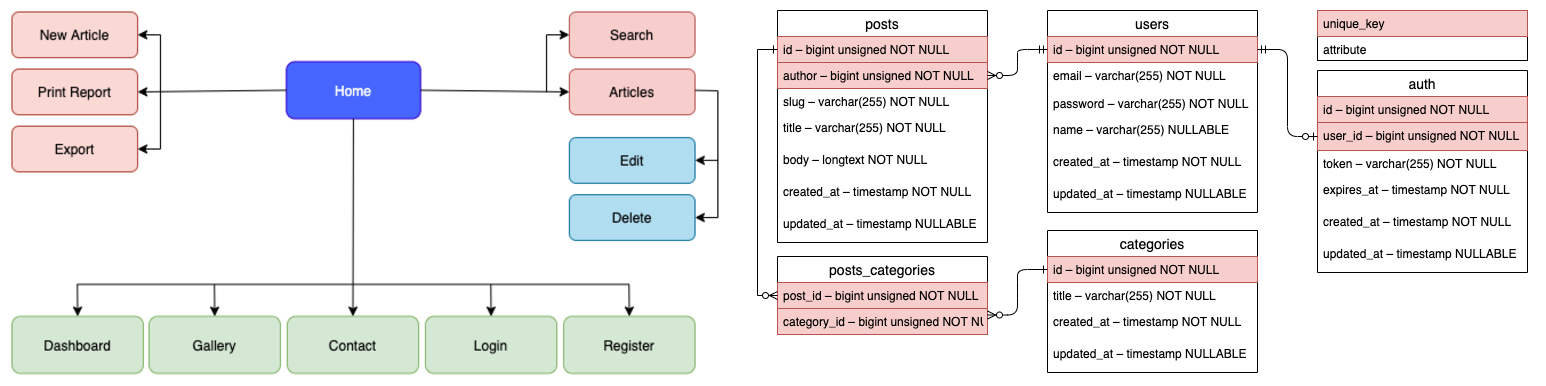 New Article
Print Report
Export
Home
Search
Articles
Edit
Delete
Dashboard
Gallery
Contact
Login
Register
posts
id – bigint unsigned NOT NULL
author – bigint unsigned NOT NULL
slug – varchar(255) NOT NULL
title – varchar(255) NOT NULL
body – longtext NOT NULL
created_at – timestamp NOT NULL
updated_at – timestamp NULLABLE
posts_categories
post_id – bigint unsigned NOT NULL
category_id – bigint unsigned NOT NU
users
id – bigint unsigned NOT NULL
email – varchar(255) NOT NULL
password – varchar(255) NOT NULL
name – varchar(255) NULLABLE
created_at – timestamp NOT NULL
updated_at – timestamp NULLABLE
categories
id – bigint unsigned NOT NULL
title – varchar(255) NOT NULL
created_at – timestamp NOT NULL
updated_at – timestamp NULLABLE
unique_key
attribute
auth
id – bigint unsigned NOT NULL
user_id – bigint unsigned NOT NULL
token – varchar(255) NOT NULL
expires_at – timestamp NOT NULL
created_at – timestamp NOT NULL
updated_at – timestamp NULLABLE